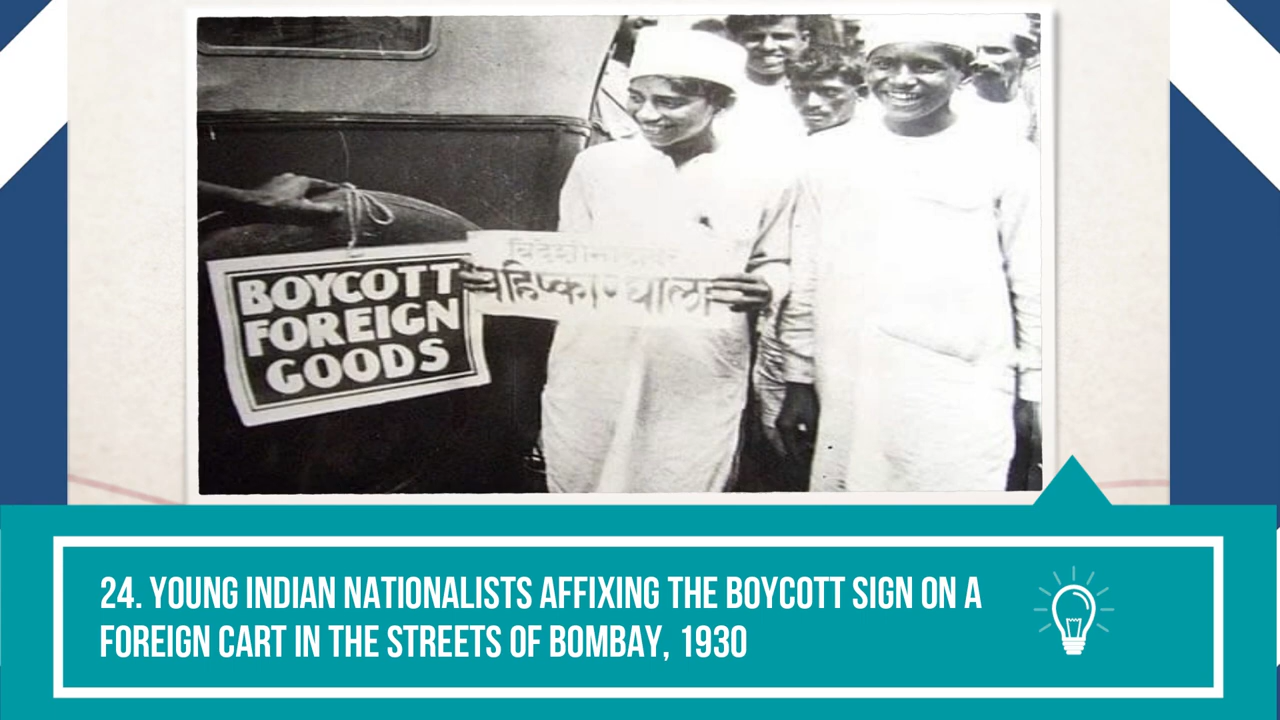 BOYCOTT
FOREIGN
GOODS
बहिष्कार घाला
24. YOUNG INDIAN NATIONALISTS AFFIXING THE BOYCOTT SIGN ON A
FOREIGN CART IN THE STREETS OF BOMBAY, 1930